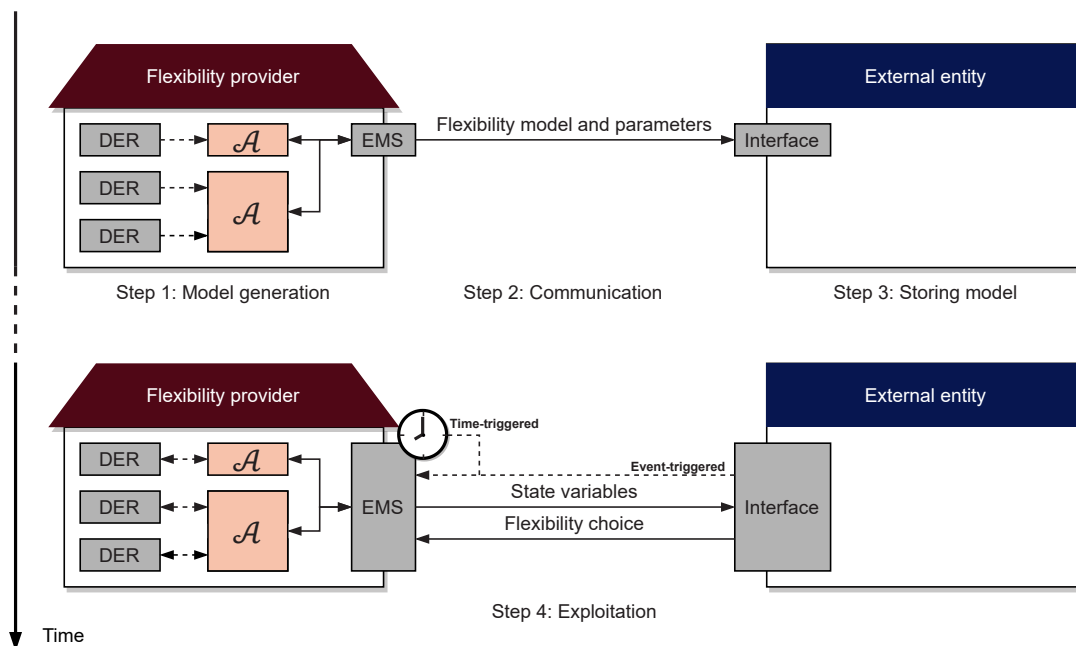 Flexibility provider
External entity
DER
𝒜
EMS
Flexibility model and parameters
Interface
DER
𝒜
DER
Step 1: Model generation
Step 2: Communication
Step 3: Storing model
Flexibility provider
External entity
Time-triggered
DER
𝒜
Event-triggered
State variables
DER
𝒜
EMS
Interface
Flexibility choice
DER
Step 4: Exploitation
Time